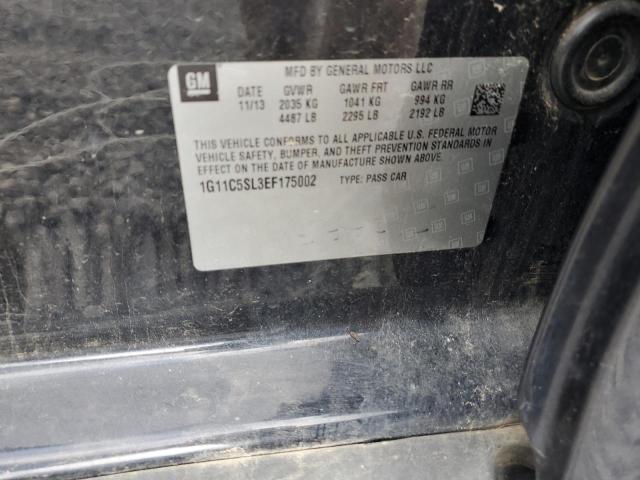 GM
MFD BY GENERAL MOTORS LLC
DATE GVWR GAWR FRT GAWR RR
11/13 2035 KG 1041 KG 994 KG
4487 LB 2295 LB 2192 LB
THIS VEHICLE CONFORMS TO ALL APPLICABLE U.S. FEDERAL MOTOR
VEHICLE SAFETY, BUMPER, AND THEFT PREVENTION STANDARDS IN
EFFECT ON THE DATE OF MANUFACTURE SHOWN ABOVE.
1G11C5SL3EF175002 TYPE: PASS CAR